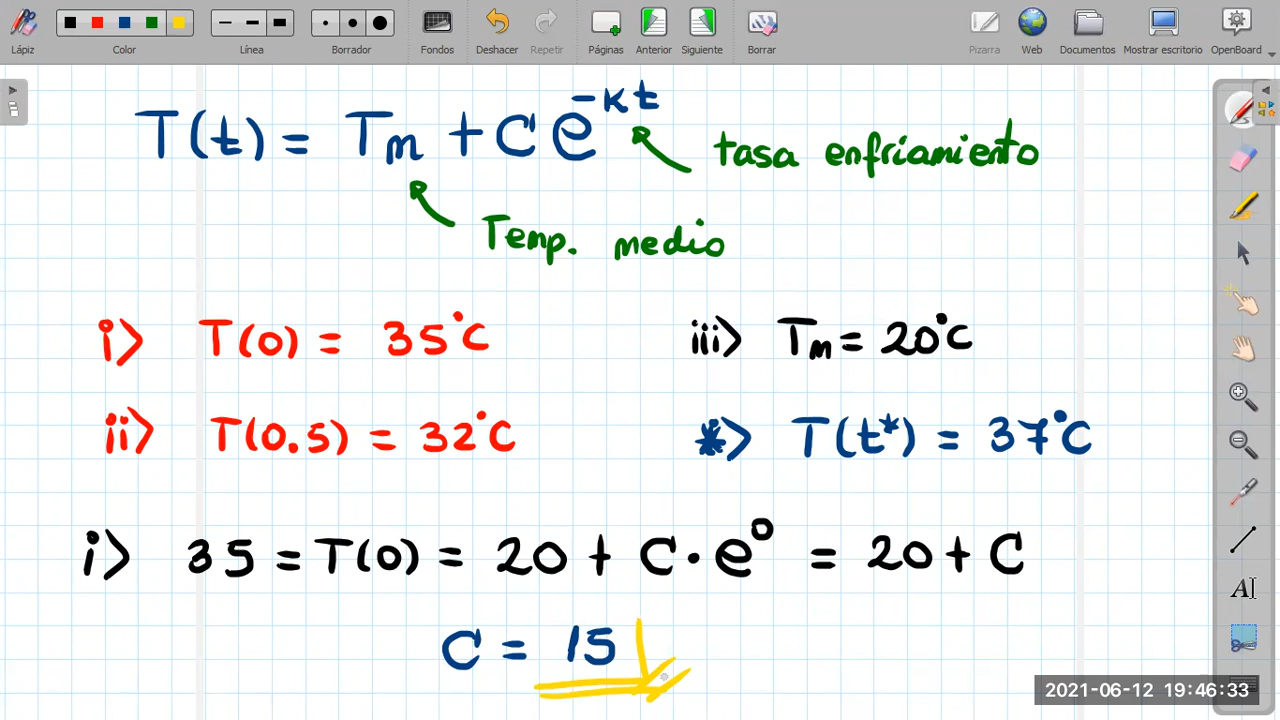 Lápiz Color Línea Borrador Fondos Deshacer Repetir Páginas Anterior Siguiente Borrar Pizarra Web Documentos Mostrar escritorio OpenBoard
T(t) = Tm + C e^-kt
tasa enfriamiento
Temp. medio
i> T(0) = 35°C
iii> Tm = 20°C
ii> T(0.5) = 32°C
*> T(t*) = 37°C
i> 35 = T(0) = 20 + C · e^0 = 20 + C
C = 15
2021-06-12 19:46:33